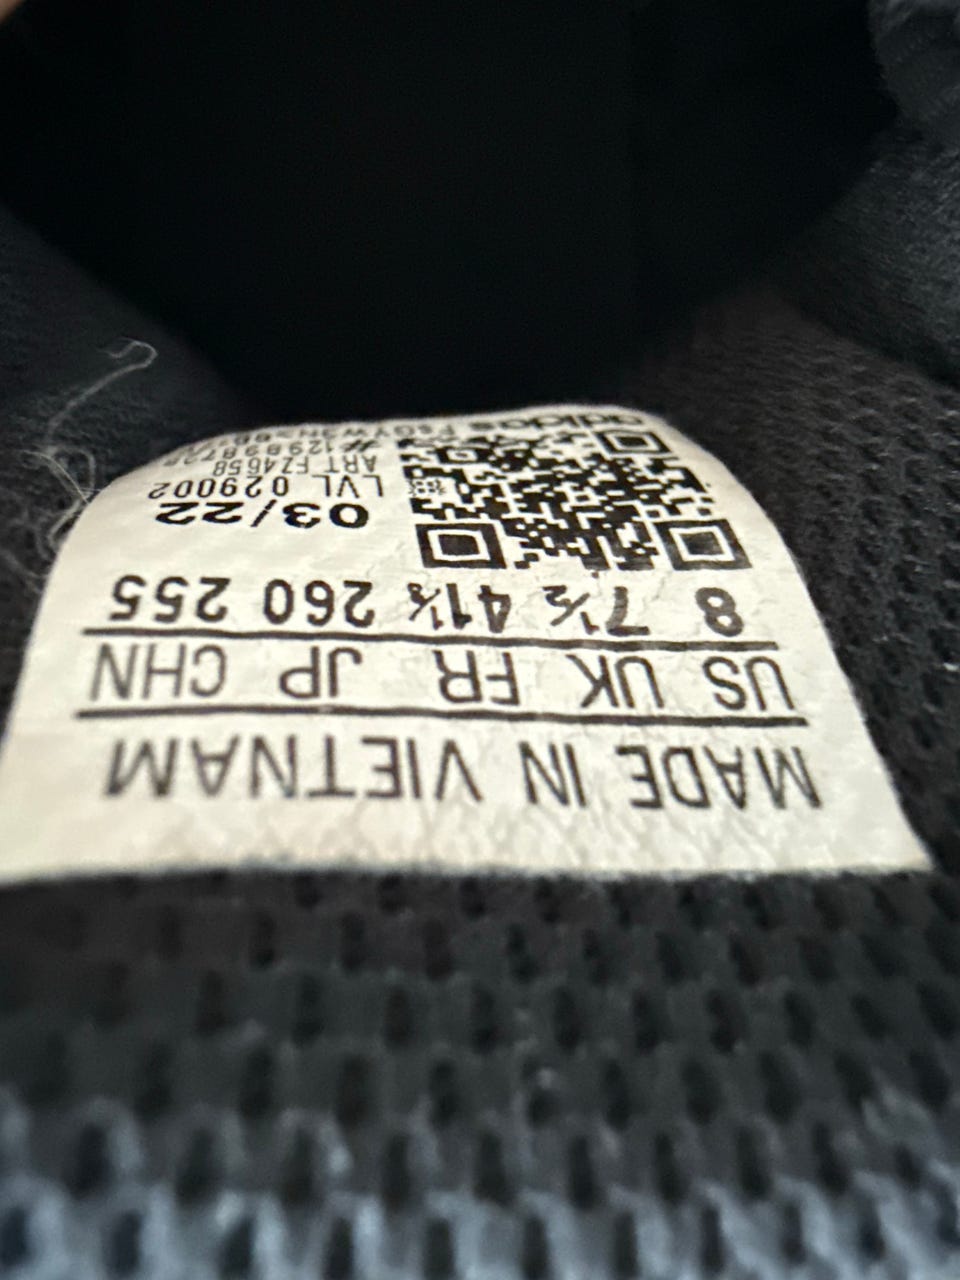 MADE IN VIETNAM
US UK FR JP CHN
8 7½ 41⅓ 260 255
03/22
LVL 029002
ART FZ4658
adidas